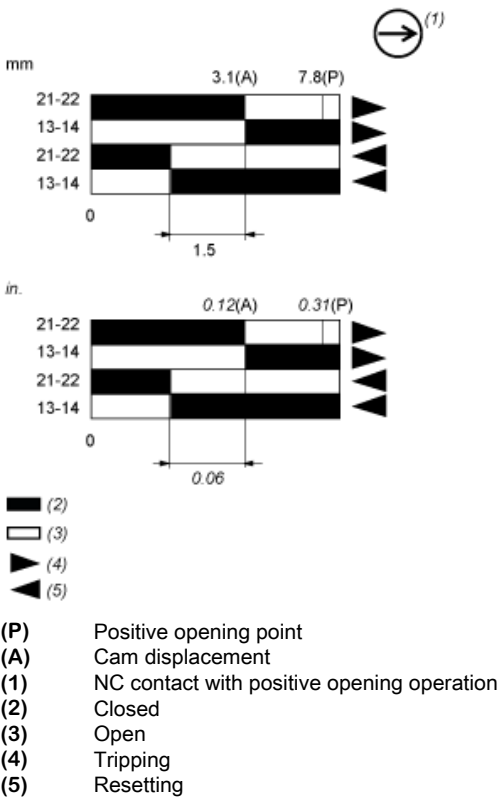 (1)
mm
3.1(A) 7.8(P)
21-22
13-14
21-22
13-14
0
1.5
in.
0.12(A) 0.31(P)
21-22
13-14
21-22
13-14
0
0.06
(2)
(3)
(4)
(5)
(P) Positive opening point
(A) Cam displacement
(1) NC contact with positive opening operation
(2) Closed
(3) Open
(4) Tripping
(5) Resetting